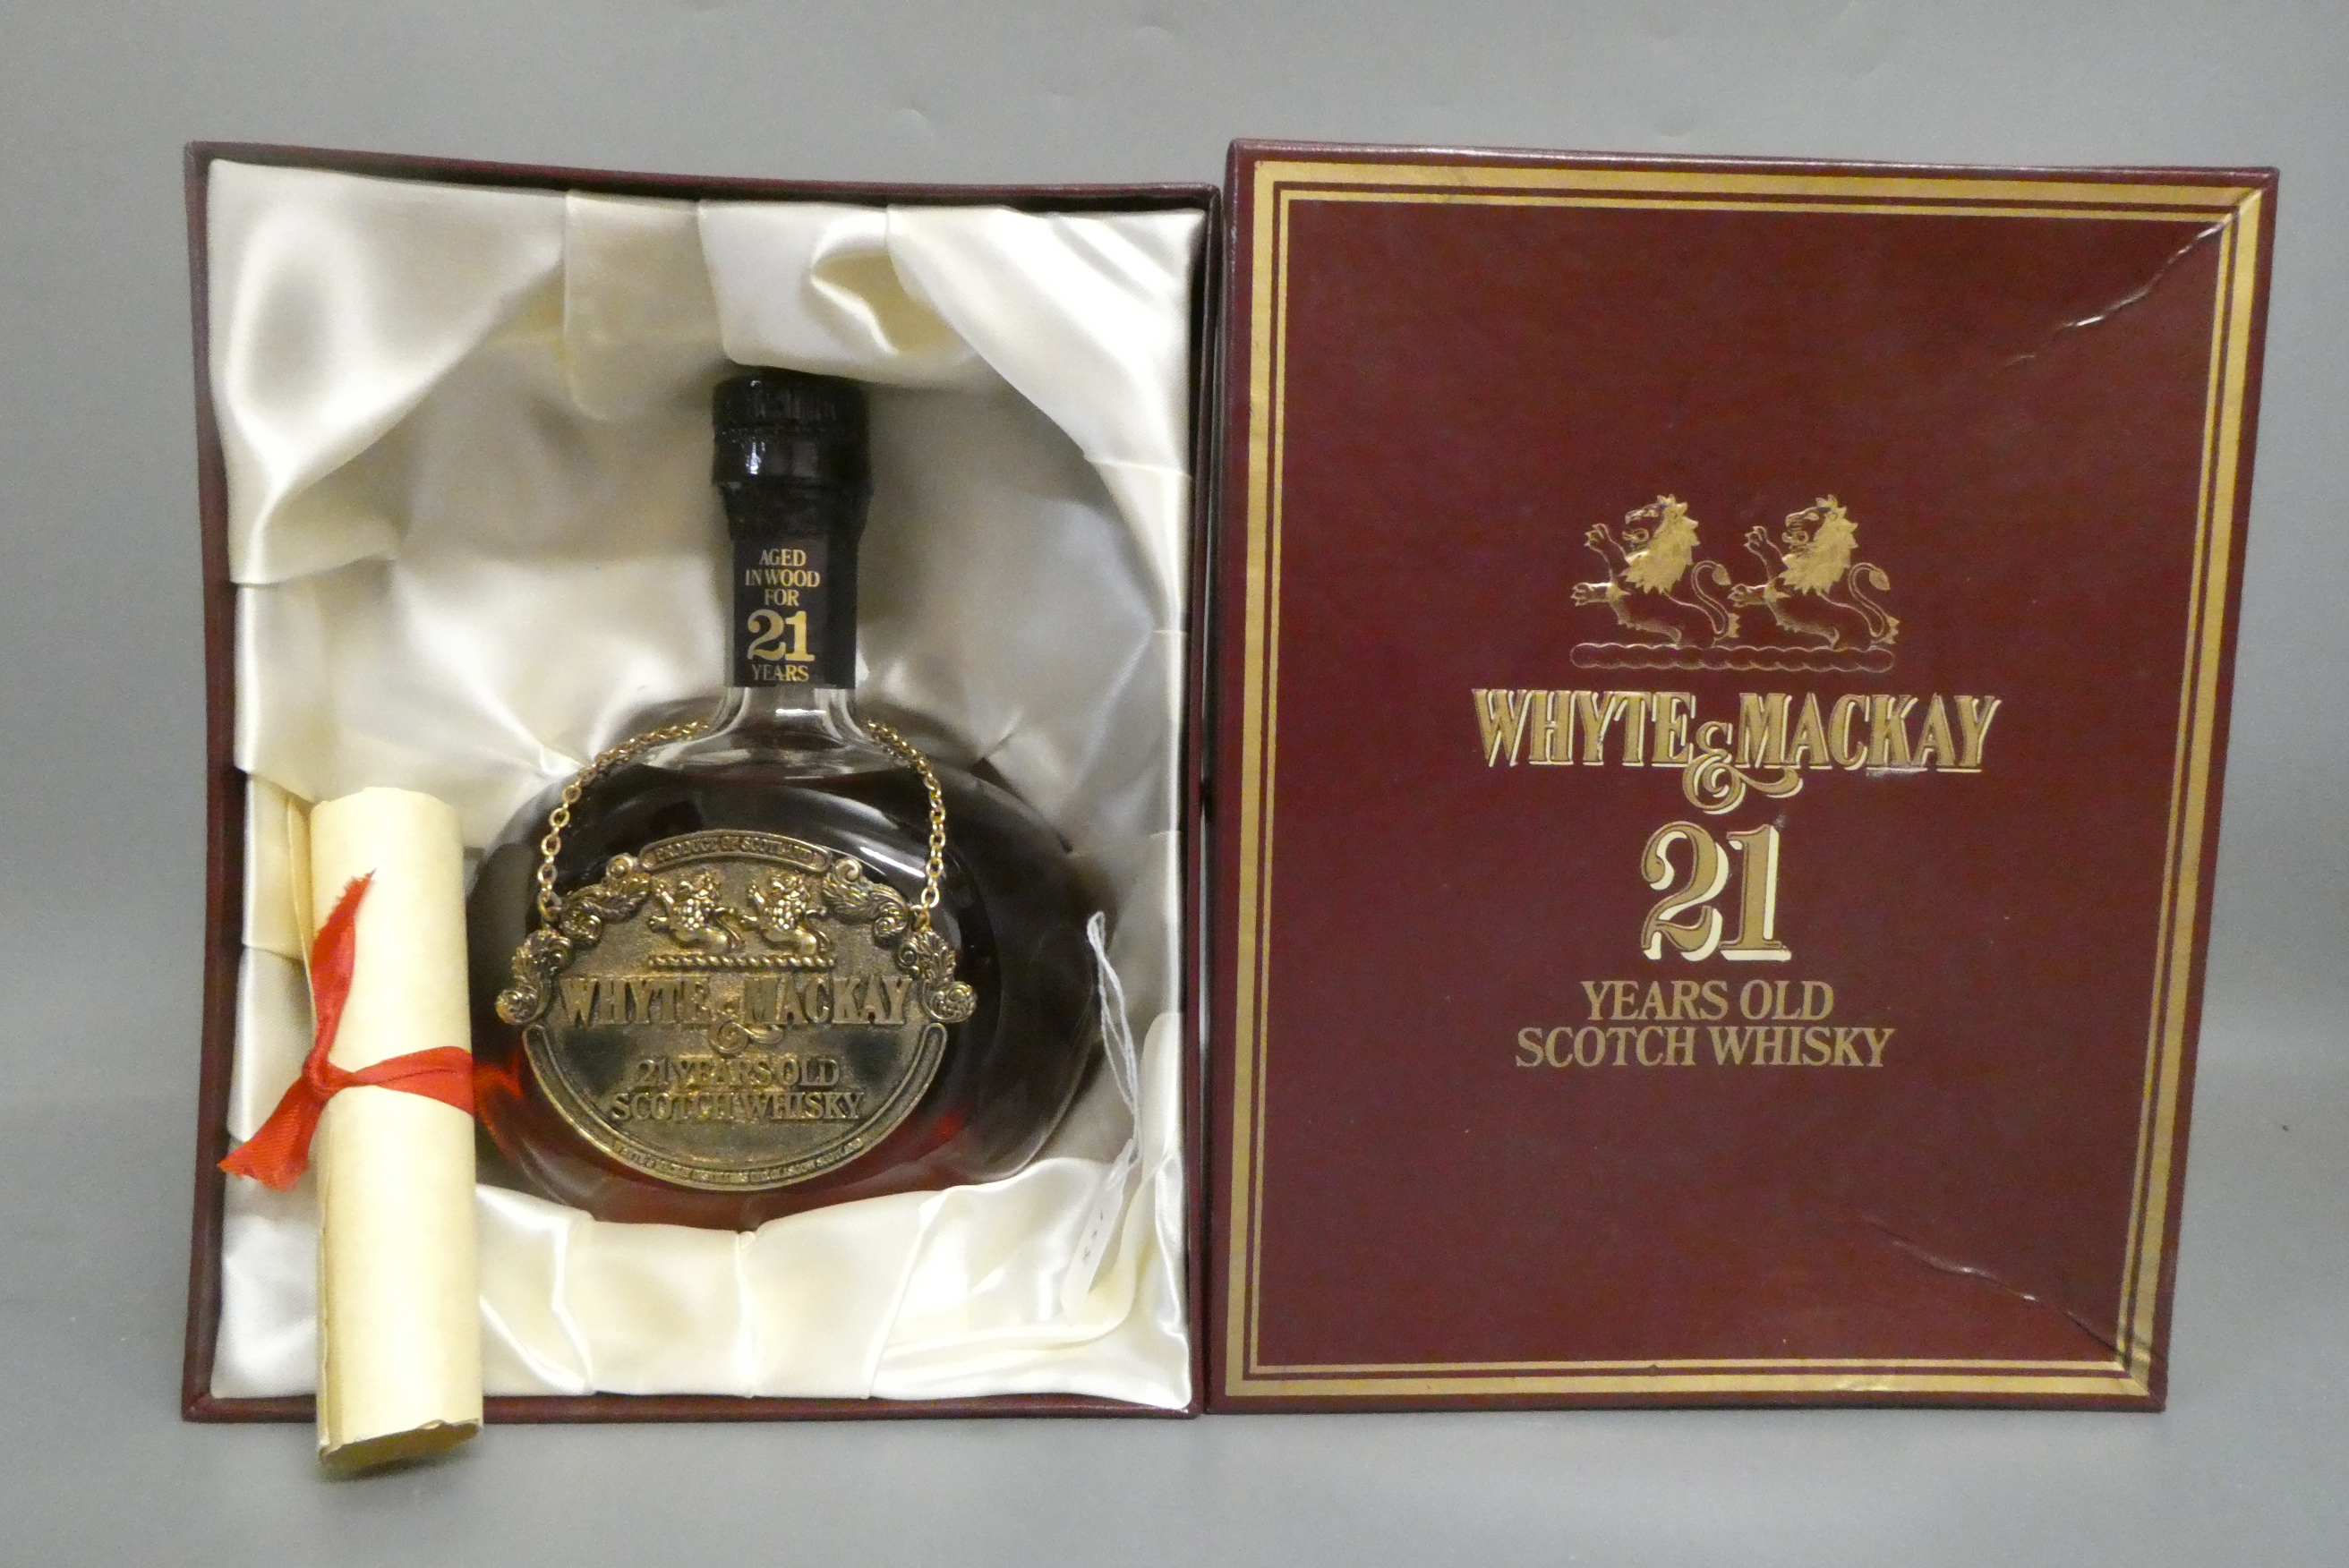 AGED
IN WOOD
FOR
21
YEARS
PRODUCE OF SCOTLAND
WHYTE & MACKAY
21 YEARS OLD
SCOTCH WHISKY
WHYTE & MACKAY
21
YEARS OLD
SCOTCH WHISKY